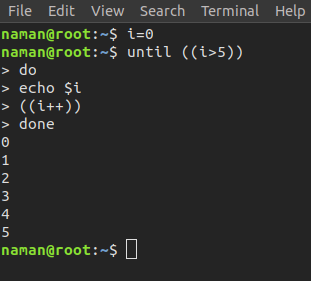 File Edit View Search Terminal Help
naman@root:~$ i=0
naman@root:~$ until ((i>5))
> do
> echo $i
> ((i++))
> done
0
1
2
3
4
5
naman@root:~$